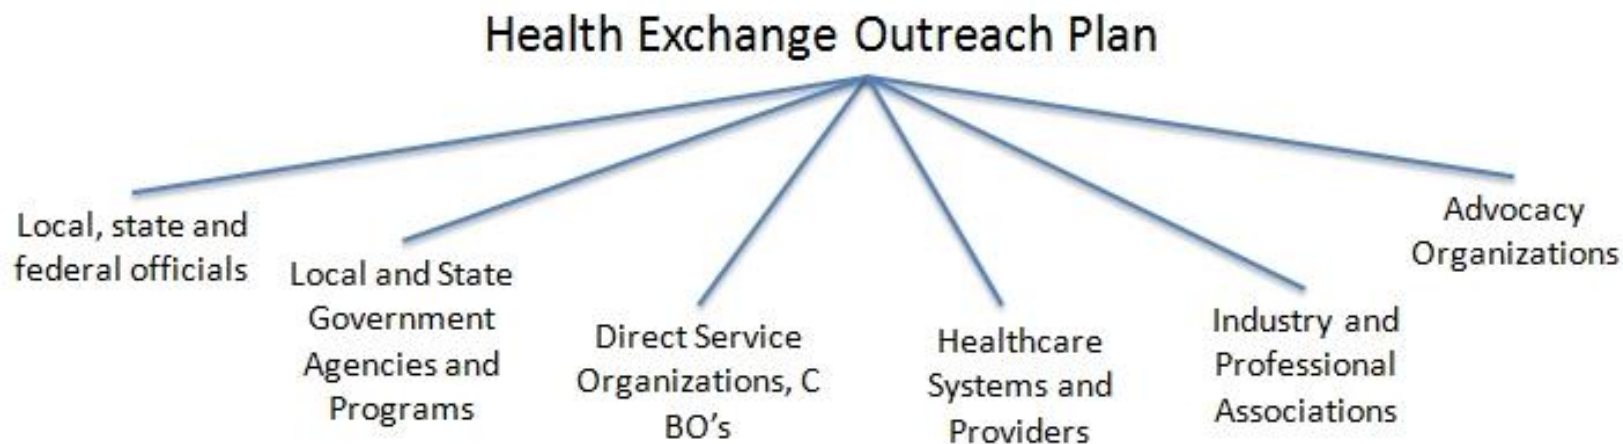 Health Exchange Outreach Plan
Local, state and
federal officials
Local and State
Government
Agencies and
Programs
Direct Service
Organizations, C
BO's
Healthcare
Systems and
Providers
Industry and
Professional
Associations
Advocacy
Organizations